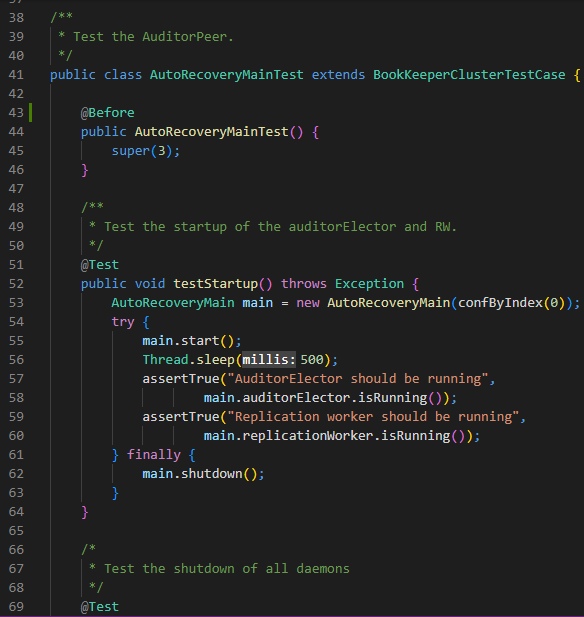 38 /**
39  * Test the AuditorPeer.
40  */
41 public class AutoRecoveryMainTest extends BookKeeperClusterTestCase {
42
43     @Before
44     public AutoRecoveryMainTest() {
45         super(3);
46     }
47
48     /**
49      * Test the startup of the auditorElector and RW.
50      */
51     @Test
52     public void testStartup() throws Exception {
53         AutoRecoveryMain main = new AutoRecoveryMain(confByIndex(0));
54         try {
55             main.start();
56             Thread.sleep(millis: 500);
57             assertTrue("AuditorElector should be running",
58                     main.auditorElector.isRunning());
59             assertTrue("Replication worker should be running",
60                     main.replicationWorker.isRunning());
61         } finally {
62             main.shutdown();
63         }
64     }
65
66     /*
67      * Test the shutdown of all daemons
68      */
69     @Test